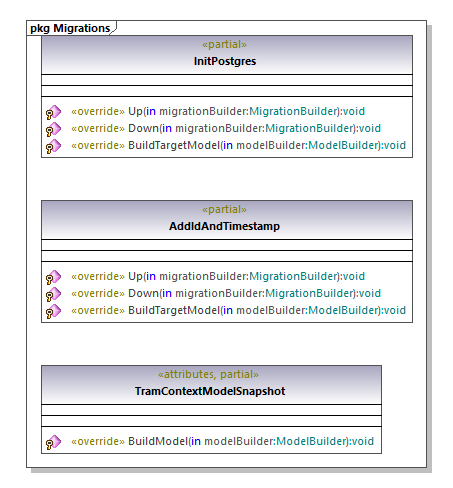 pkg Migrations
«partial»
InitPostgres
«override» Up(in migrationBuilder:MigrationBuilder):void
«override» Down(in migrationBuilder:MigrationBuilder):void
«override» BuildTargetModel(in modelBuilder:ModelBuilder):void
«partial»
AddIdAndTimestamp
«override» Up(in migrationBuilder:MigrationBuilder):void
«override» Down(in migrationBuilder:MigrationBuilder):void
«override» BuildTargetModel(in modelBuilder:ModelBuilder):void
«attributes, partial»
TramContextModelSnapshot
«override» BuildModel(in modelBuilder:ModelBuilder):void